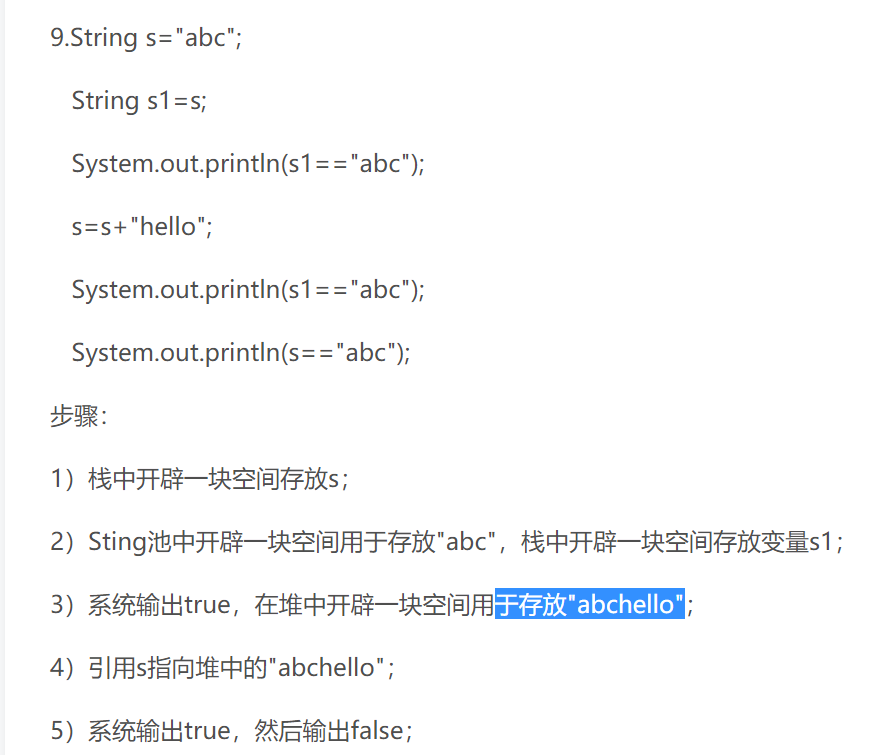 9.String s="abc";
String s1=s;
System.out.println(s1=="abc");
s=s+"hello";
System.out.println(s1=="abc");
System.out.println(s=="abc");
步骤：
1）栈中开辟一块空间存放s；
2）Sting池中开辟一块空间用于存放"abc"，栈中开辟一块空间存放变量s1；
3）系统输出true，在堆中开辟一块空间用于存放"abchello"；
4）引用s指向堆中的"abchello"；
5）系统输出true，然后输出false；